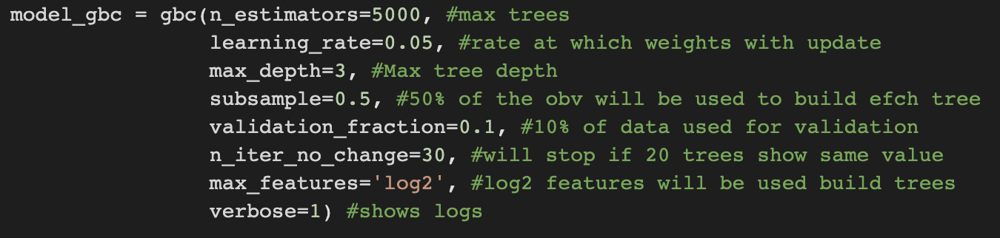 model_gbc = gbc(n_estimators=5000, #max trees
learning_rate=0.05, #rate at which weights with update
max_depth=3, #Max tree depth
subsample=0.5, #50% of the obv will be used to build efch tree
validation_fraction=0.1, #10% of data used for validation
n_iter_no_change=30, #will stop if 20 trees show same value
max_features='log2', #log2 features will be used build trees
verbose=1) #shows logs